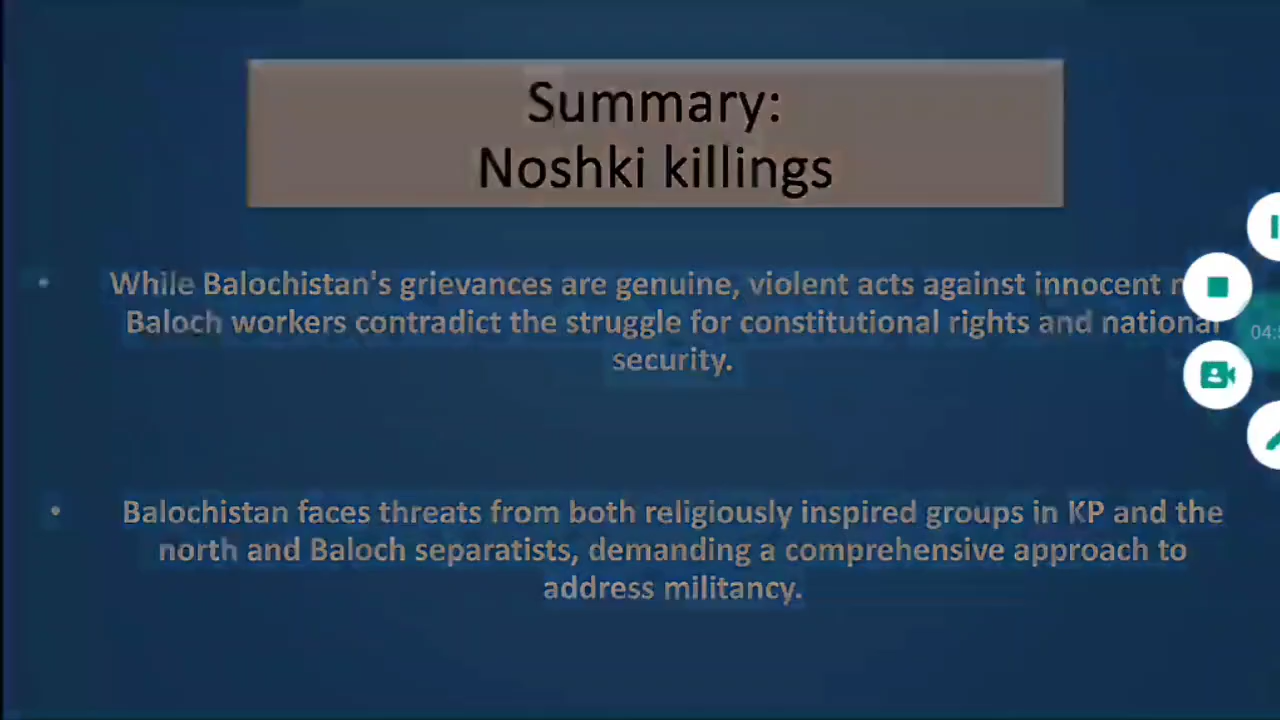 Summary:
Noshki killings
• While Balochistan's grievances are genuine, violent acts against innocent
Baloch workers contradict the struggle for constitutional rights and national
security.
• Balochistan faces threats from both religiously inspired groups in KP and the
north and Baloch separatists, demanding a comprehensive approach to
address militancy.